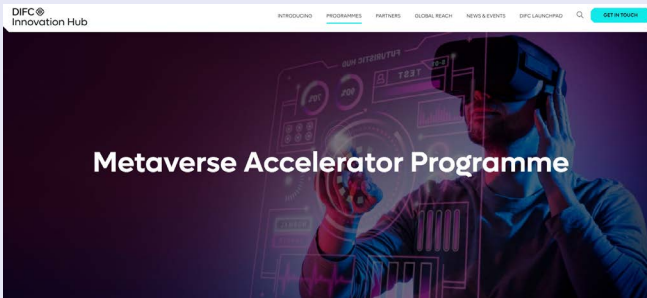 DIFC
Innovation Hub
INTRODUCING
PROGRAMMES
PARTNERS
GLOBAL REACH
NEWS & EVENTS
DIFC LAUNCHPAD
GET IN TOUCH
Metaverse Accelerator Programme